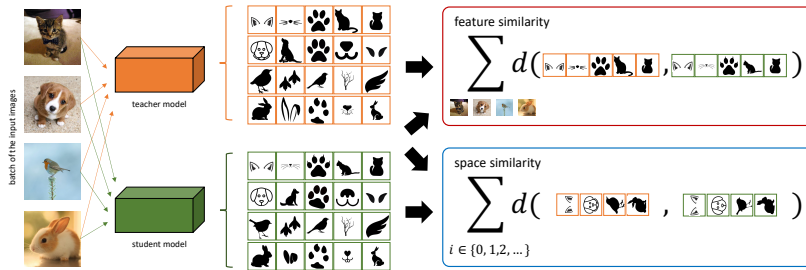 batch of the input images
teacher model
student model
feature similarity
∑ d( , )
space similarity
∑ d( , )
i ∈ {0, 1,2, … }